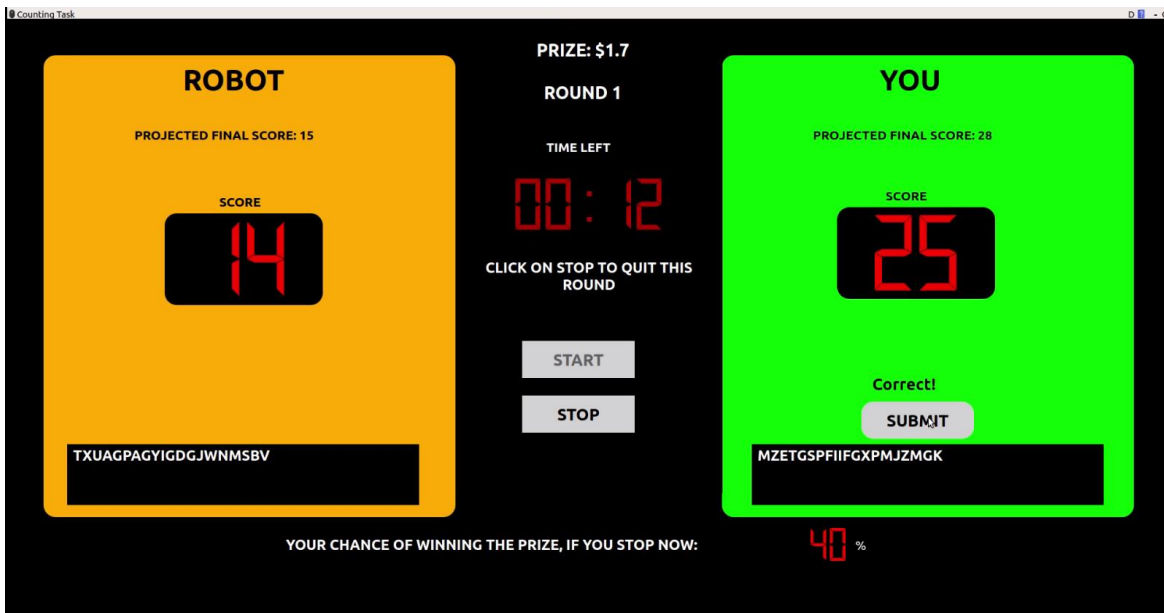 Counting Task
D
ROBOT
PROJECTED FINAL SCORE: 15
SCORE
14
TXUAGPAGYIGDGJWNMSBV
PRIZE: $1.7
ROUND 1
TIME LEFT
00:12
CLICK ON STOP TO QUIT THIS
ROUND
START
STOP
YOU
PROJECTED FINAL SCORE: 28
SCORE
25
Correct!
SUBMIT
MZETGSPFIIFGXPMJZMGK
YOUR CHANCE OF WINNING THE PRIZE, IF YOU STOP NOW: 40 %